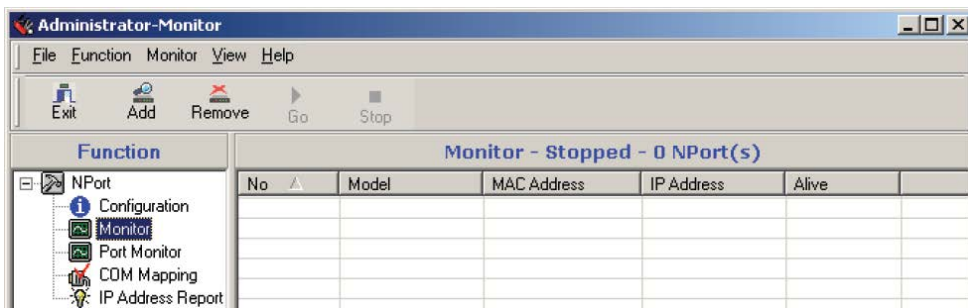 Administrator-Monitor
File Function Monitor View Help
Exit Add Remove Go Stop
Function
Monitor - Stopped - 0 NPort(s)
NPort
Configuration
Monitor
Port Monitor
COM Mapping
IP Address Report
No Model MAC Address IP Address Alive